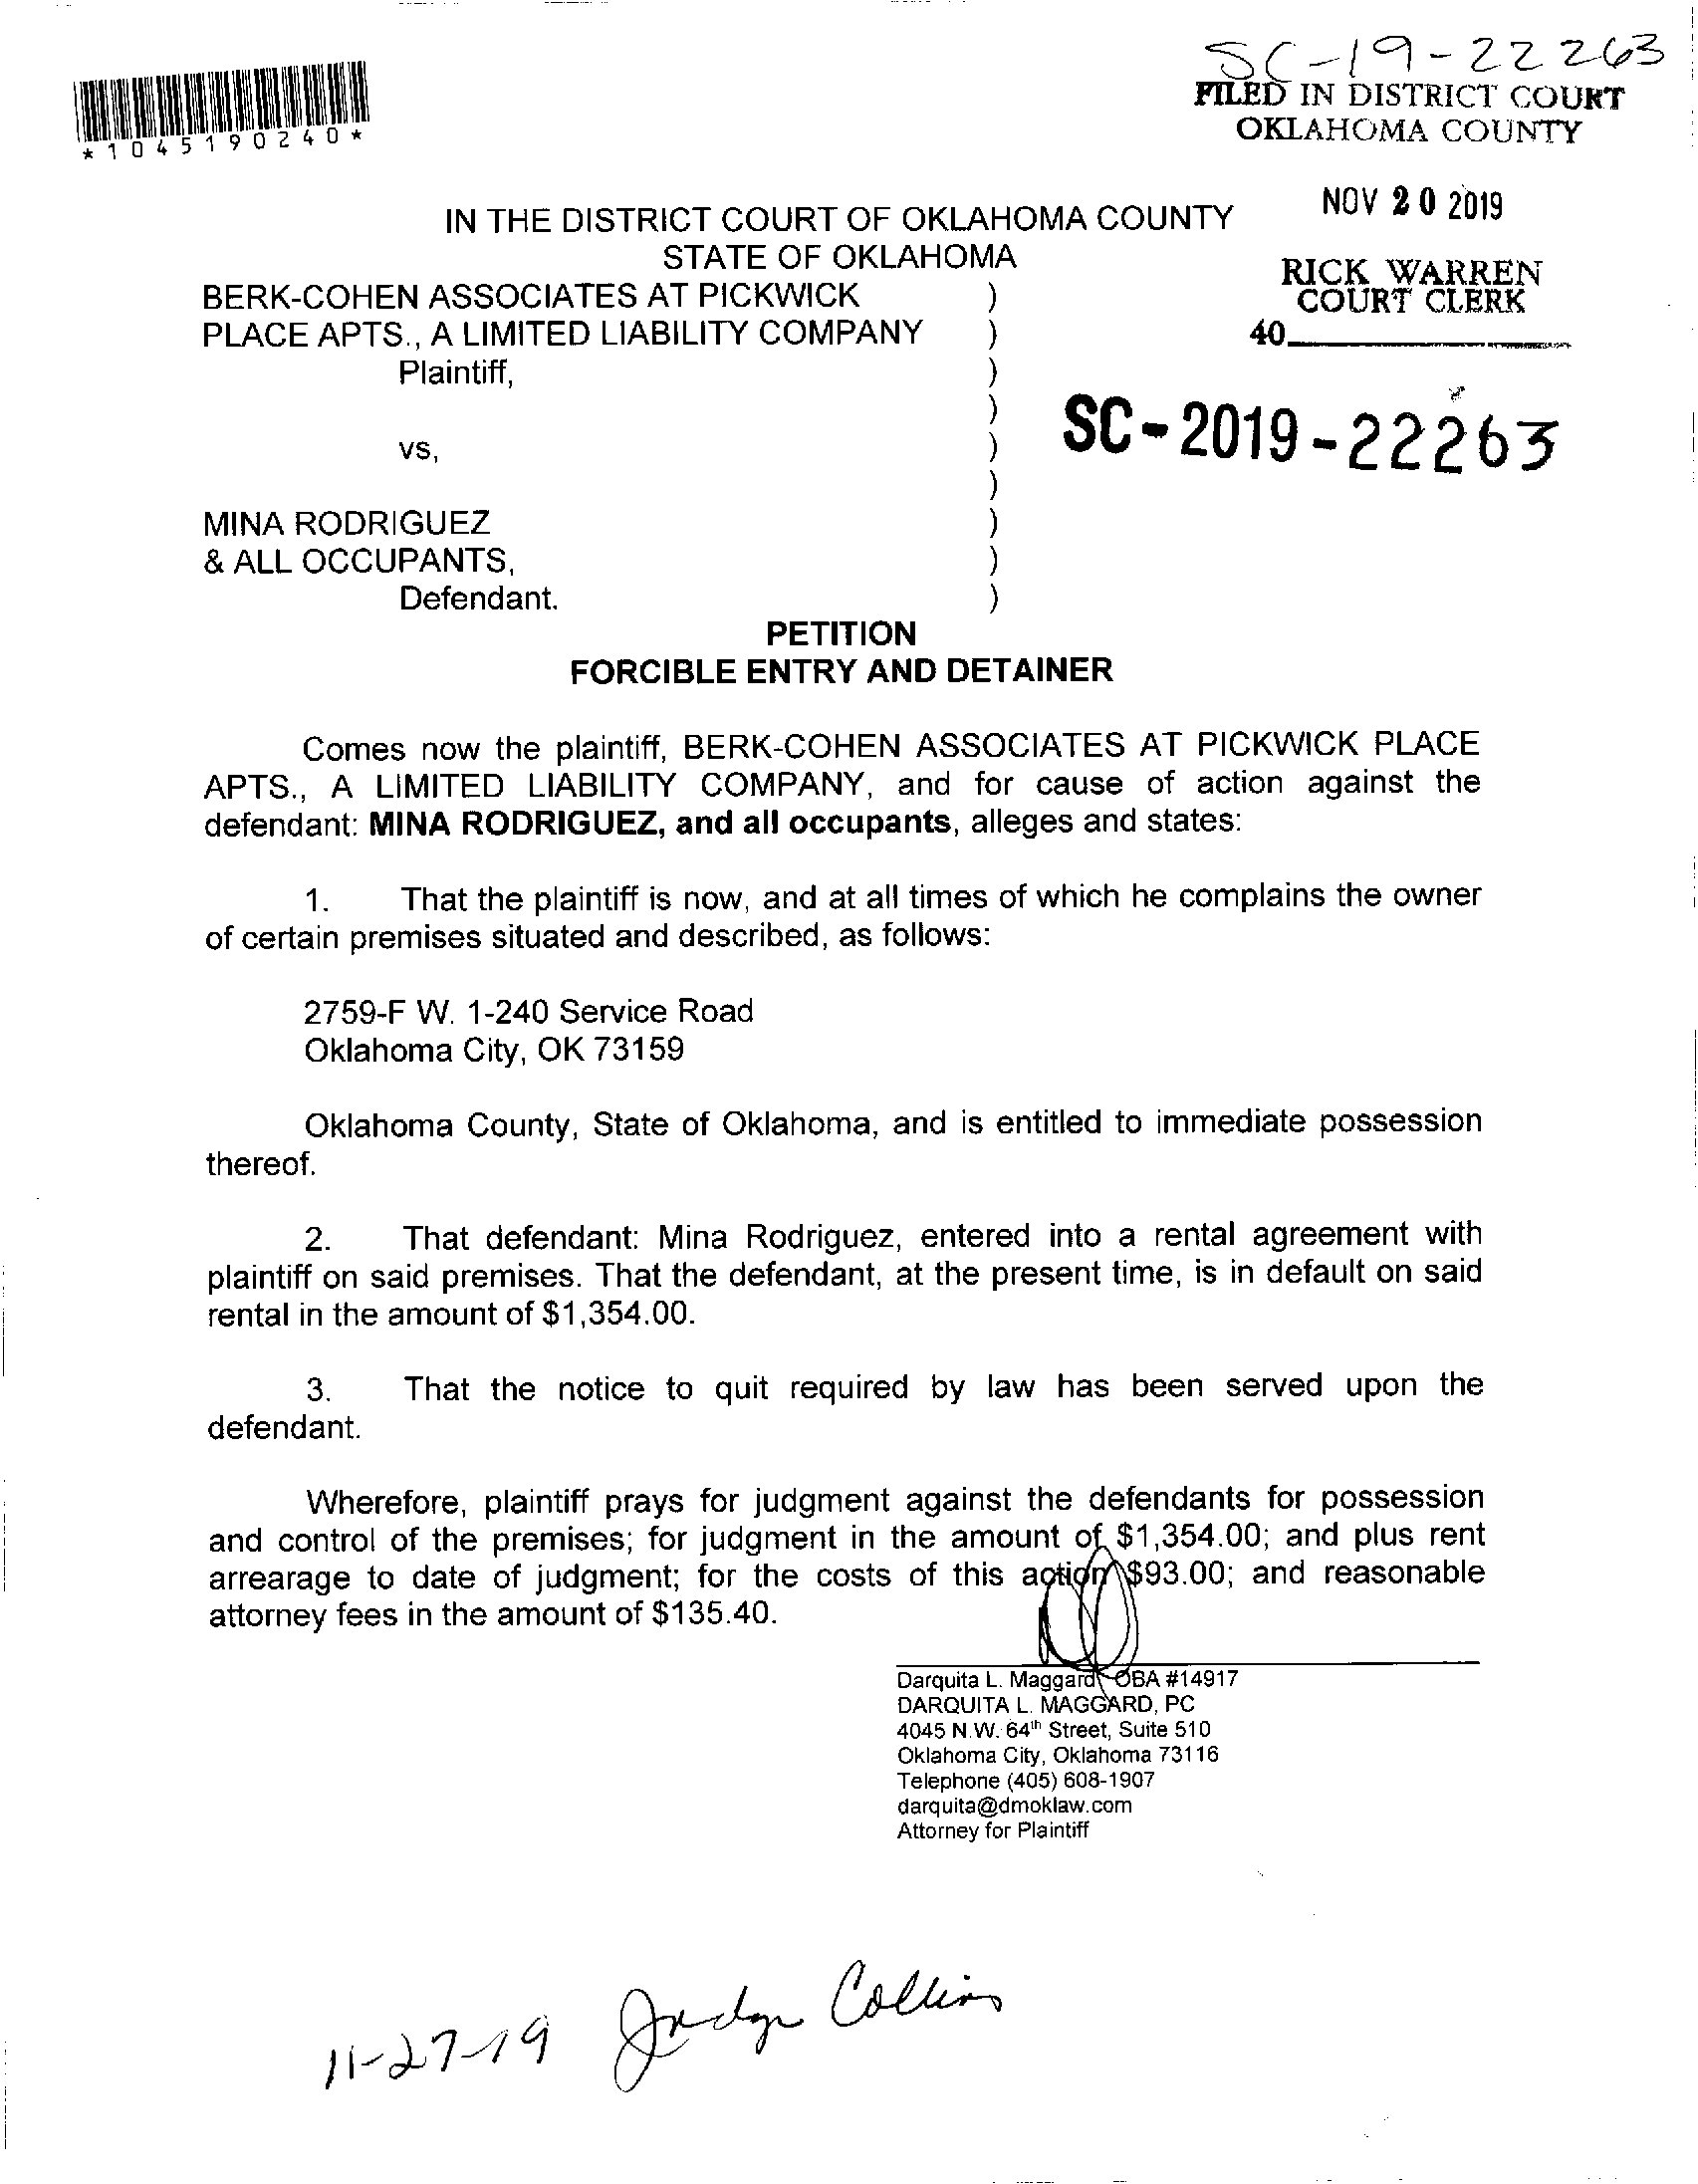 SC-19-22263
FILED IN DISTRICT COURT
OKLAHOMA COUNTY
*1045190240*
NOV 20 2019
IN THE DISTRICT COURT OF OKLAHOMA COUNTY
STATE OF OKLAHOMA
RICK WARREN
COURT CLERK
40
BERK-COHEN ASSOCIATES AT PICKWICK )
PLACE APTS., A LIMITED LIABILITY COMPANY )
Plaintiff, )
)
vs, )
)
SC-2019-22263
MINA RODRIGUEZ )
& ALL OCCUPANTS, )
Defendant. )
PETITION
FORCIBLE ENTRY AND DETAINER
Comes now the plaintiff, BERK-COHEN ASSOCIATES AT PICKWICK PLACE
APTS., A LIMITED LIABILITY COMPANY, and for cause of action against the
defendant: MINA RODRIGUEZ, and all occupants, alleges and states:
1. That the plaintiff is now, and at all times of which he complains the owner
of certain premises situated and described, as follows:
2759-F W. 1-240 Service Road
Oklahoma City, OK 73159
Oklahoma County, State of Oklahoma, and is entitled to immediate possession
thereof.
2. That defendant: Mina Rodriguez, entered into a rental agreement with
plaintiff on said premises. That the defendant, at the present time, is in default on said
rental in the amount of $1,354.00.
3. That the notice to quit required by law has been served upon the
defendant.
Wherefore, plaintiff prays for judgment against the defendants for possession
and control of the premises; for judgment in the amount of $1,354.00; and plus rent
arrearage to date of judgment; for the costs of this action $93.00; and reasonable
attorney fees in the amount of $135.40.
Darquita L. Maggard OBA #14917
DARQUITA L. MAGGARD, PC
4045 N.W. 64th Street, Suite 510
Oklahoma City, Oklahoma 73116
Telephone (405) 608-1907
darquita@dmoklaw.com
Attorney for Plaintiff
11-27-19 Judge Collins